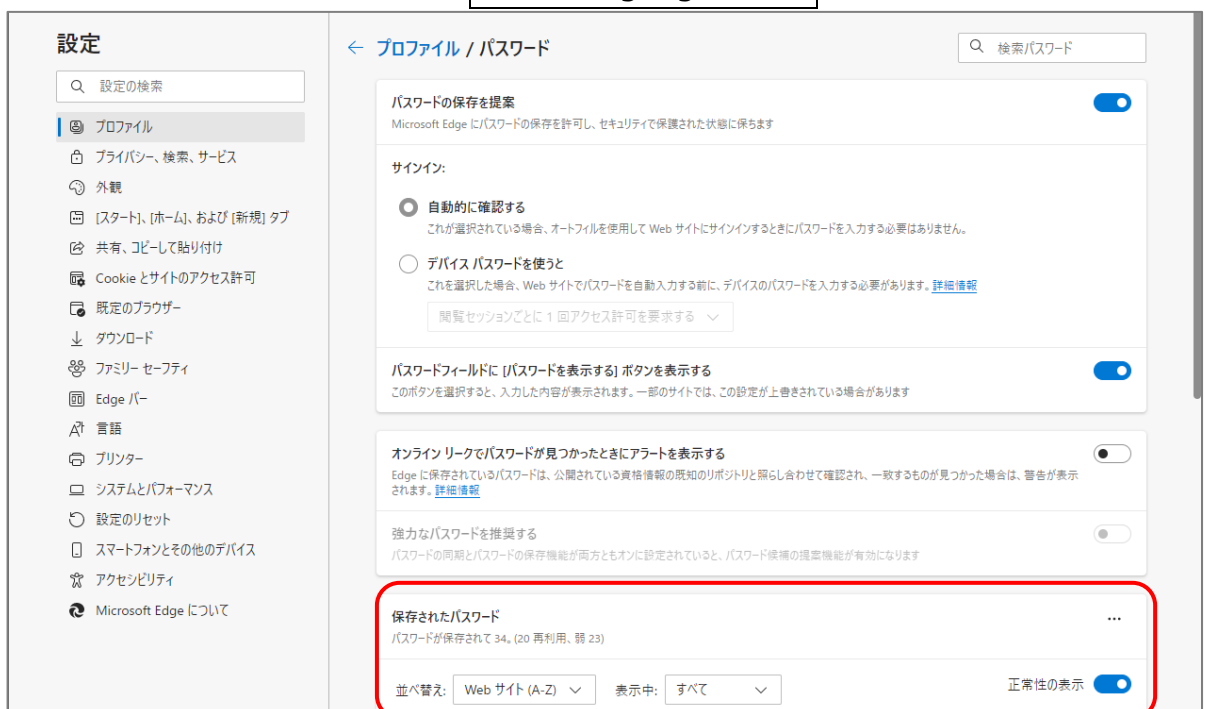 設定
設定の検索
プロファイル
プライバシー、検索、サービス
外観
[スタート]、[ホーム]、および [新規] タブ
共有、コピーして貼り付け
Cookie とサイトのアクセス許可
既定のブラウザー
ダウンロード
ファミリー セーフティ
Edge バー
言語
プリンター
システムとパフォーマンス
設定のリセット
スマートフォンとその他のデバイス
アクセシビリティ
Microsoft Edge について
プロファイル / パスワード
検索パスワード
パスワードの保存を提案
Microsoft Edge にパスワードの保存を許可し、セキュリティで保護された状態に保ちます
サインイン:
自動的に確認する
これが選択されている場合、オートフィルを使用して Web サイトにサインインするときにパスワードを入力する必要はありません。
デバイス パスワードを使うと
これを選択した場合、Web サイトでパスワードを自動入力する前に、デバイスのパスワードを入力する必要があります。詳細情報
閲覧セッションごとに 1 回アクセス許可を要求する
パスワードフィールドに [パスワードを表示する] ボタンを表示する
このボタンを選択すると、入力した内容が表示されます。一部のサイトでは、この設定が上書きされている場合があります
オンライン リークでパスワードが見つかったときにアラートを表示する
Edge に保存されているパスワードは、公開されている資格情報の既知のリポジトリと照らし合わせて確認され、一致するものが見つかった場合は、警告が表示
されます。詳細情報
強力なパスワードを推奨する
パスワードの同期とパスワードの保存機能が両方ともオンに設定されていると、パスワード候補の提案機能が有効になります
保存されたパスワード
パスワードが保存されて 34。(20 再利用、弱 23)
並べ替え: Web サイト (A-Z) 表示中: すべて 正常性の表示